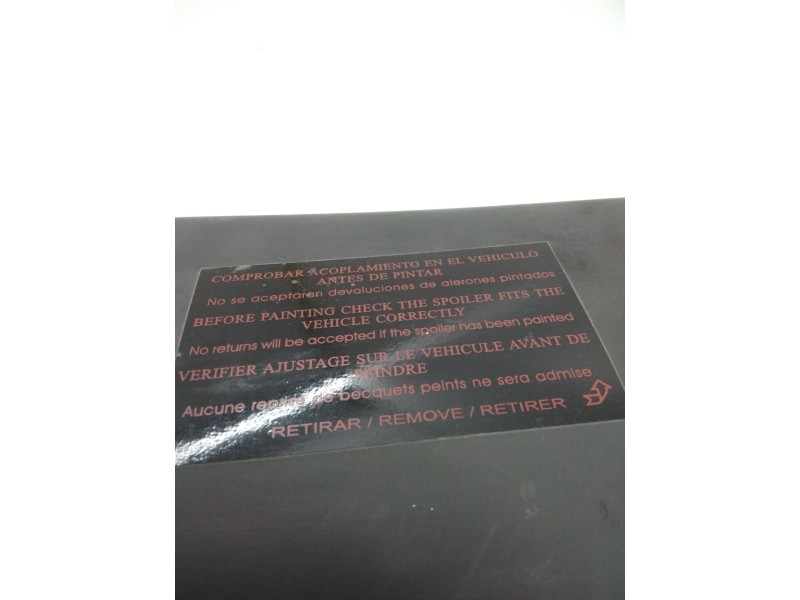 COMPROBAR ACOPLAMIENTO EN EL VEHICULO
ANTES DE PINTAR
No se aceptaran devoluciones de alerones pintados
BEFORE PAINTING CHECK THE SPOILER FITS THE
VEHICLE CORRECTLY
No returns will be accepted if the spoiler has been painted
VERIFIER AJUSTAGE SUR LE VEHICULE AVANT DE
PEINDRE
Aucune reprise de becquets peints ne sera admise
RETIRAR / REMOVE / RETIRER